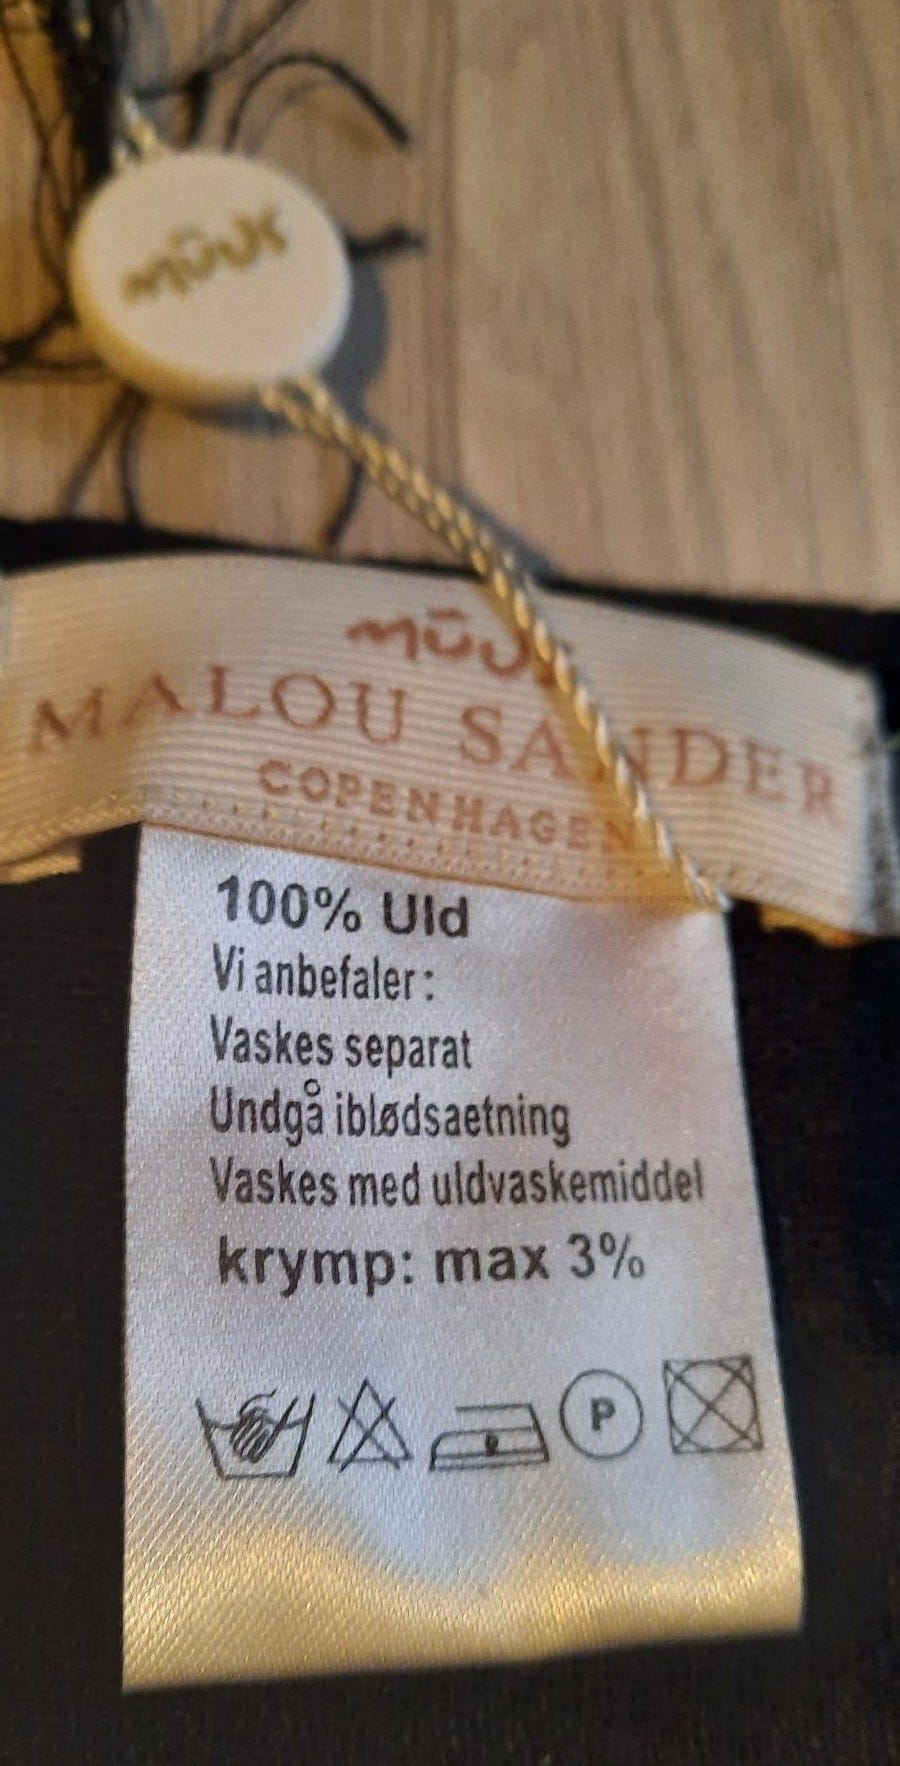 MALOU SANDER
COPENHAGEN
100% Uld
Vi anbefaler:
Vaskes separat
Undgå iblødsaetning
Vaskes med uldvaskemiddel
krymp: max 3%
P